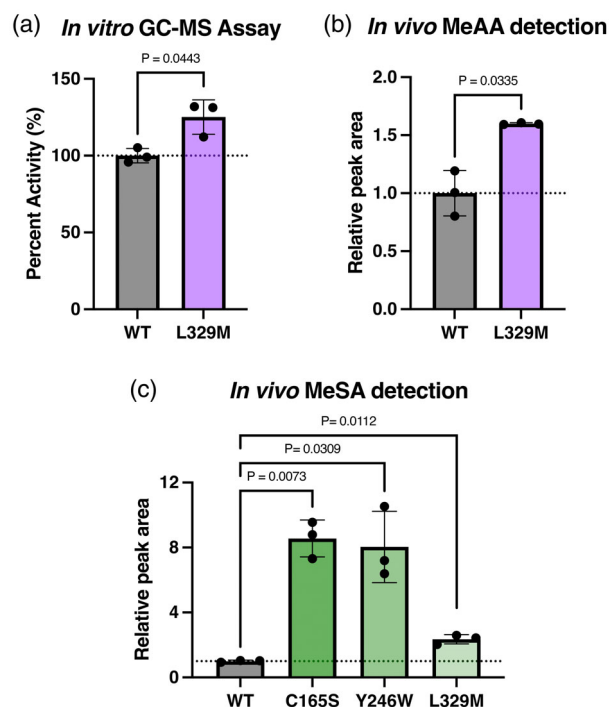 (a) In vitro GC-MS Assay
P = 0.0443
150
100
50
0
Percent Activity (%)
WT L329M
(b) In vivo MeAA detection
P = 0.0335
2.0
1.5
1.0
0.5
0.0
Relative peak area
WT L329M
(c) In vivo MeSA detection
P= 0.0112
P= 0.0309
P = 0.0073
12
8
4
0
Relative peak area
WT C165S Y246W L329M